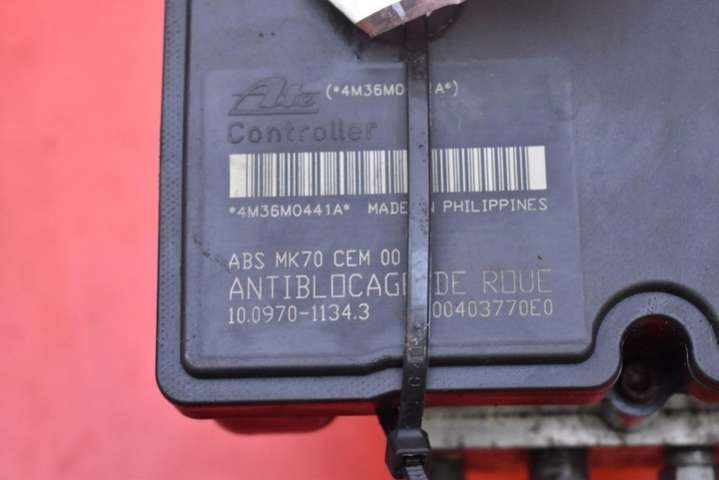 Ate (*4M36M0 A*)
Controller
*4M36M0441A* MADE N PHILIPPINES
ABS MK70 CEM 00
ANTIBLOCAG DE ROUE
10.0970-1134.3 00403770E0